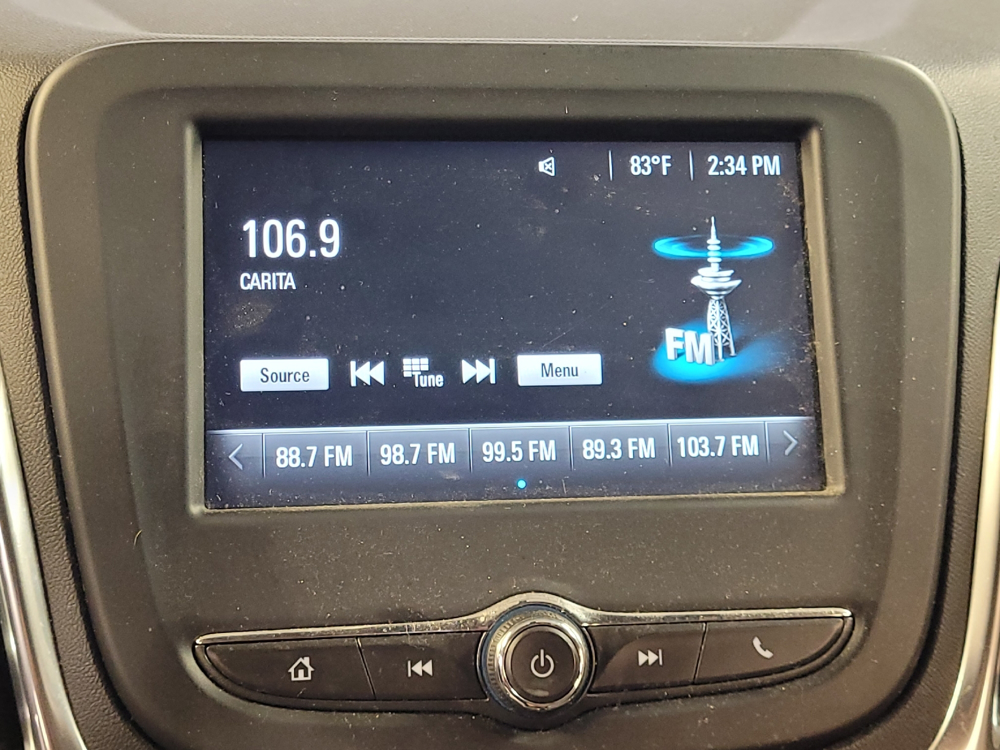 83°F 2:34 PM
106.9
CARITA
FM
Source Tune Menu
88.7 FM 98.7 FM 99.5 FM 89.3 FM 103.7 FM